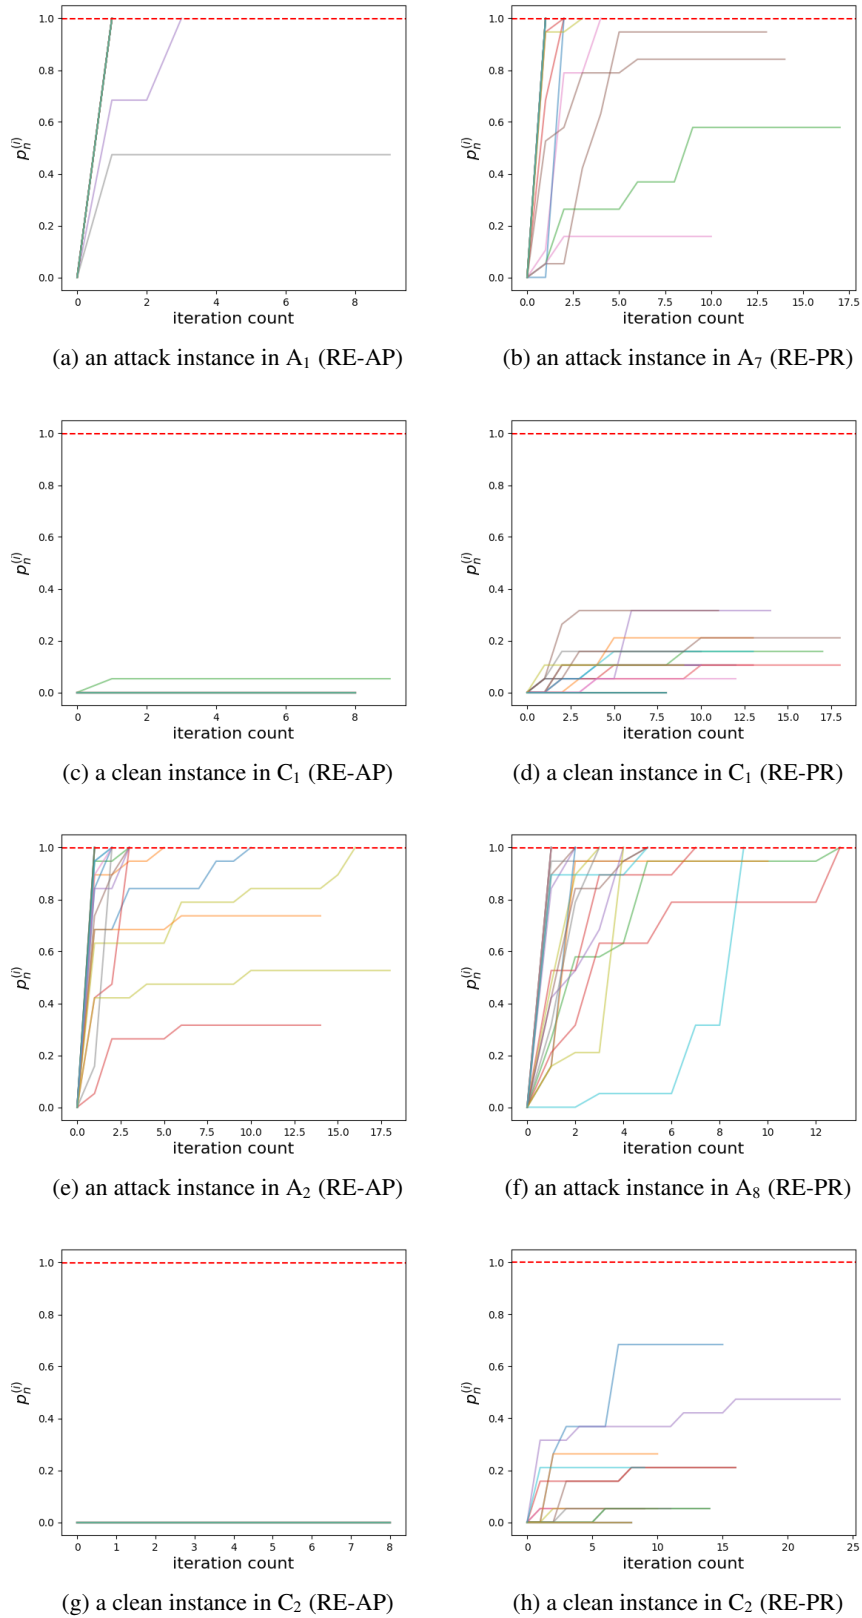 1.0
0.8
0.6
0.4
0.2
0.0
p_n^(i)
0 2 4 6 8
iteration count
(a) an attack instance in A₁ (RE-AP)
1.0
0.8
0.6
0.4
0.2
0.0
p_n^(i)
0.0 2.5 5.0 7.5 10.0 12.5 15.0 17.5
iteration count
(b) an attack instance in A₇ (RE-PR)
1.0
0.8
0.6
0.4
0.2
0.0
p_n^(i)
0 2 4 6 8
iteration count
(c) a clean instance in C₁ (RE-AP)
1.0
0.8
0.6
0.4
0.2
0.0
p_n^(i)
0.0 2.5 5.0 7.5 10.0 12.5 15.0 17.5
iteration count
(d) a clean instance in C₁ (RE-PR)
1.0
0.8
0.6
0.4
0.2
0.0
p_n^(i)
0.0 2.5 5.0 7.5 10.0 12.5 15.0 17.5
iteration count
(e) an attack instance in A₂ (RE-AP)
1.0
0.8
0.6
0.4
0.2
0.0
p_n^(i)
0 2 4 6 8 10 12
iteration count
(f) an attack instance in A₈ (RE-PR)
1.0
0.8
0.6
0.4
0.2
0.0
p_n^(i)
0 1 2 3 4 5 6 7 8
iteration count
(g) a clean instance in C₂ (RE-AP)
1.0
0.8
0.6
0.4
0.2
0.0
p_n^(i)
0 5 10 15 20 25
iteration count
(h) a clean instance in C₂ (RE-PR)